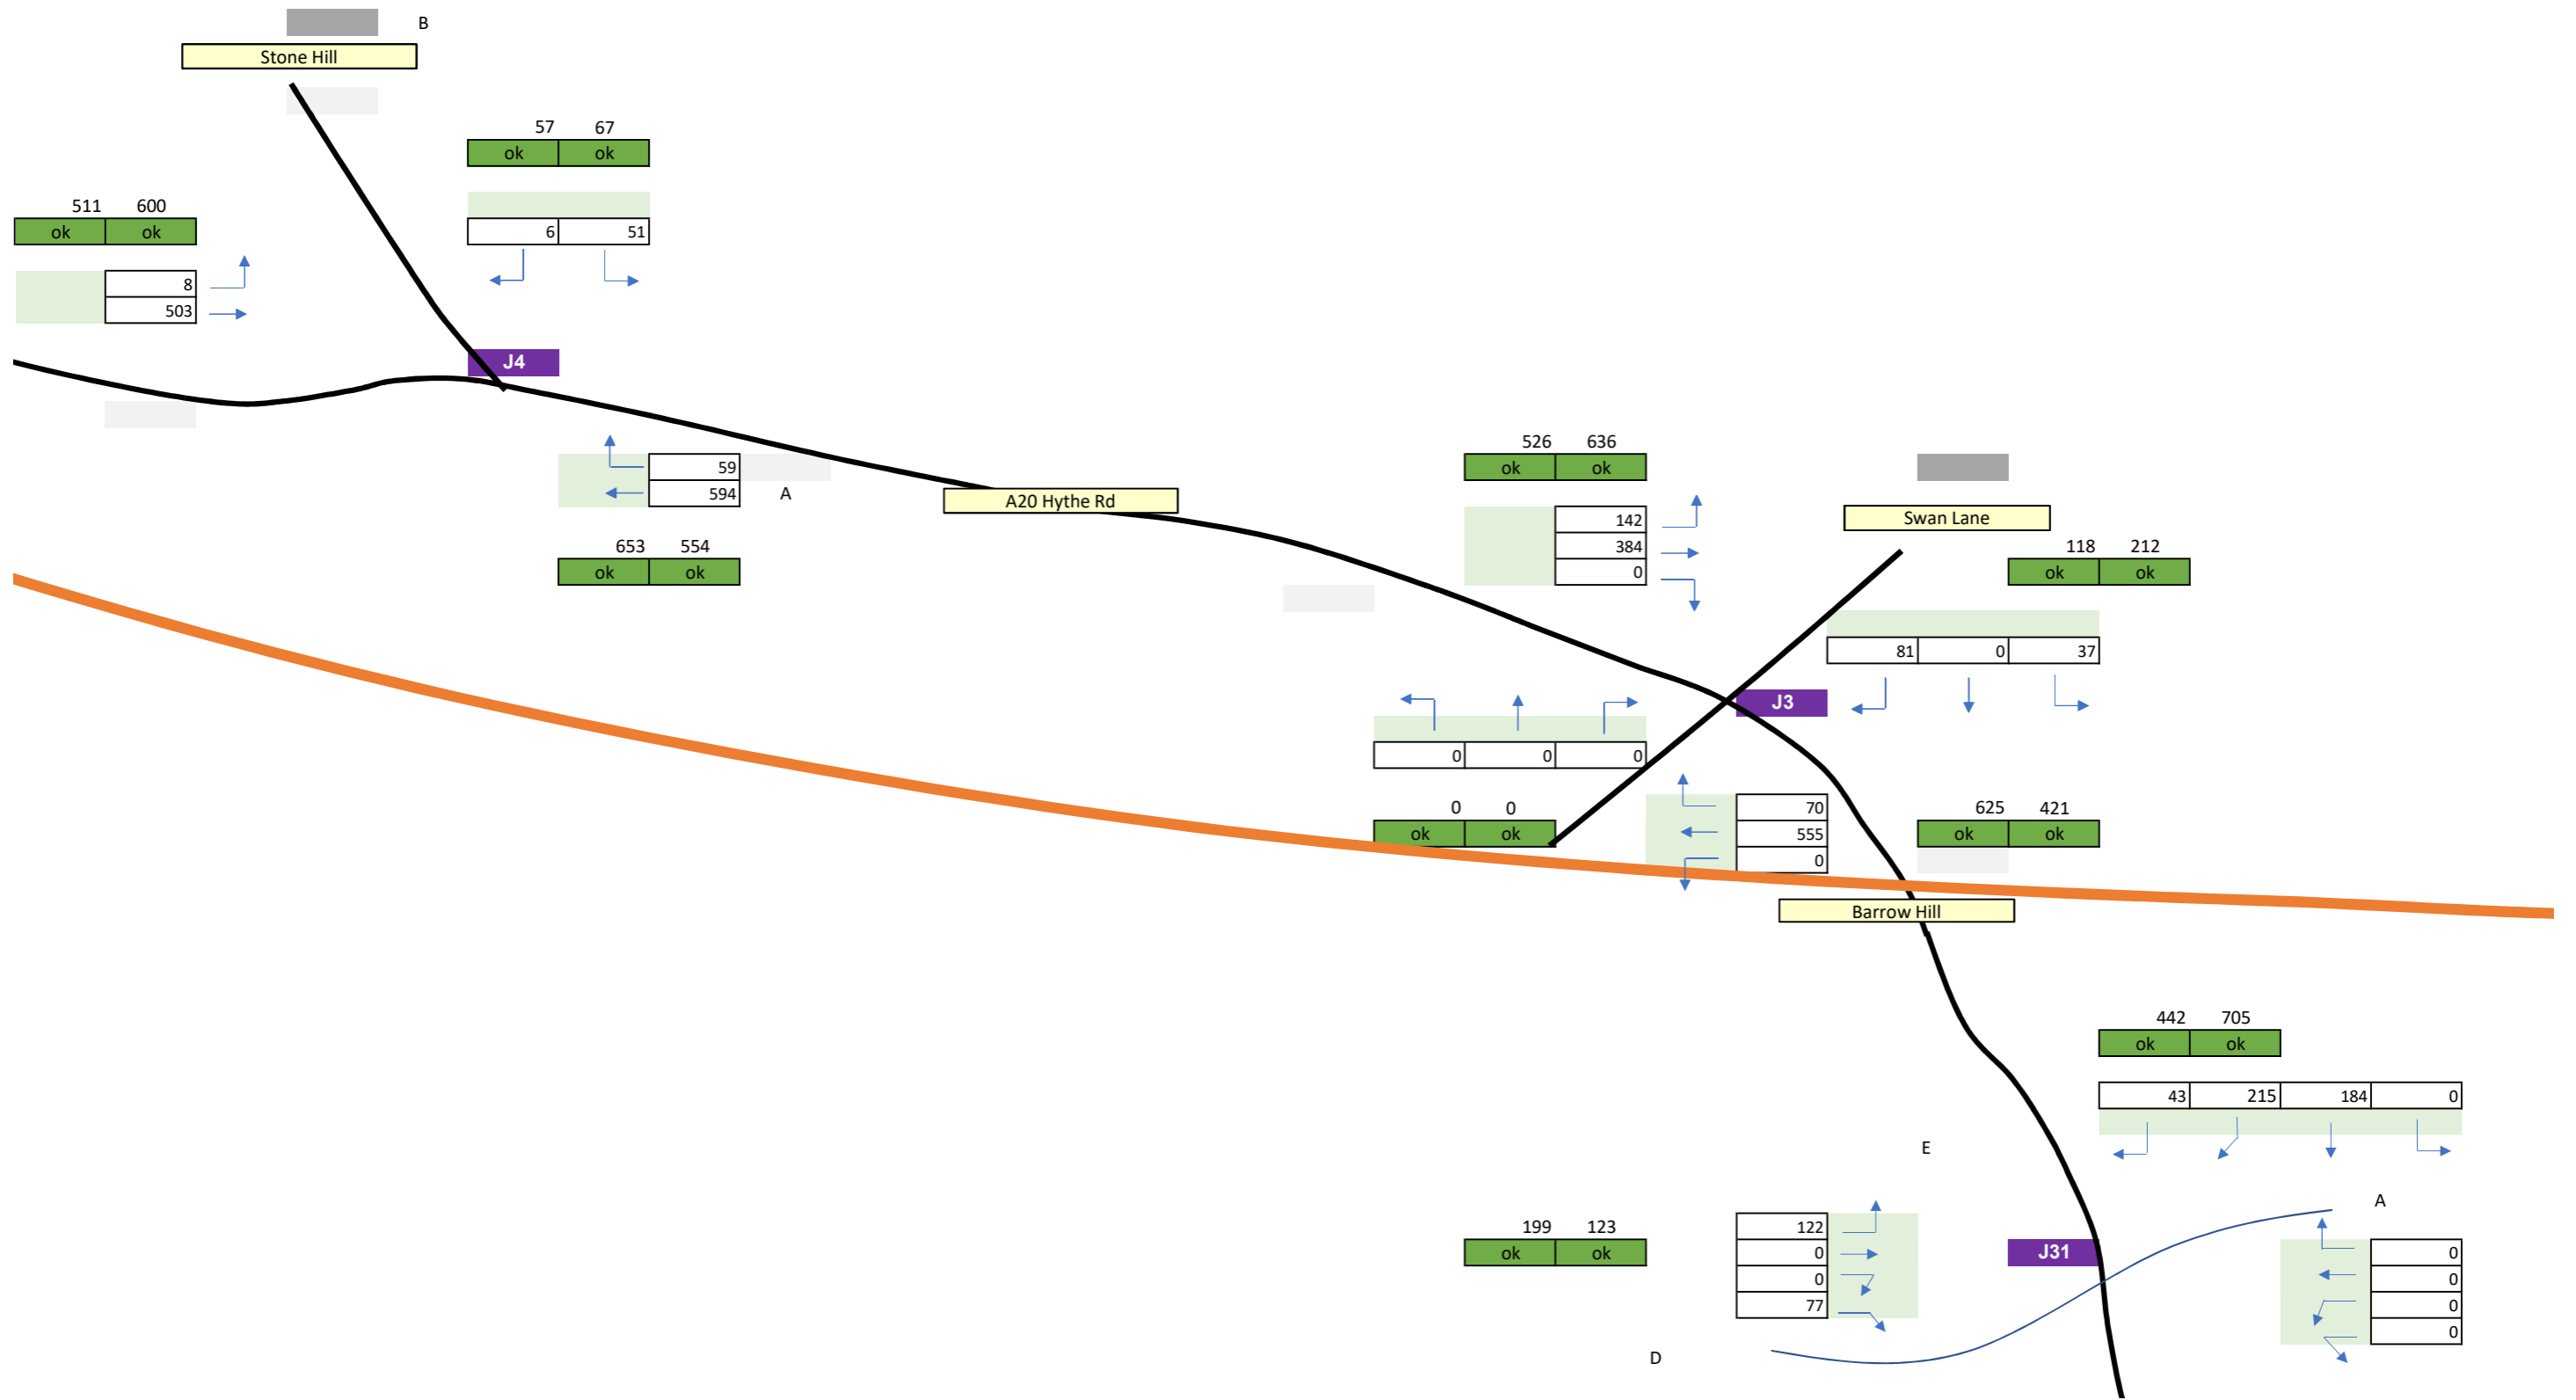 B
Stone Hill
57 67
ok ok
511 600
ok ok
6 51
8
503
J4
526 636
ok ok
59
594 A
A20 Hythe Rd
142
384
0
Swan Lane
653 554
ok ok
118 212
ok ok
81 0 37
J3
0 0 0
0 0
ok ok
70
555
0
625 421
ok ok
Barrow Hill
442 705
ok ok
43 215 184 0
E
A
199 123
ok ok
122
0
0
77
J31
0
0
0
0
D